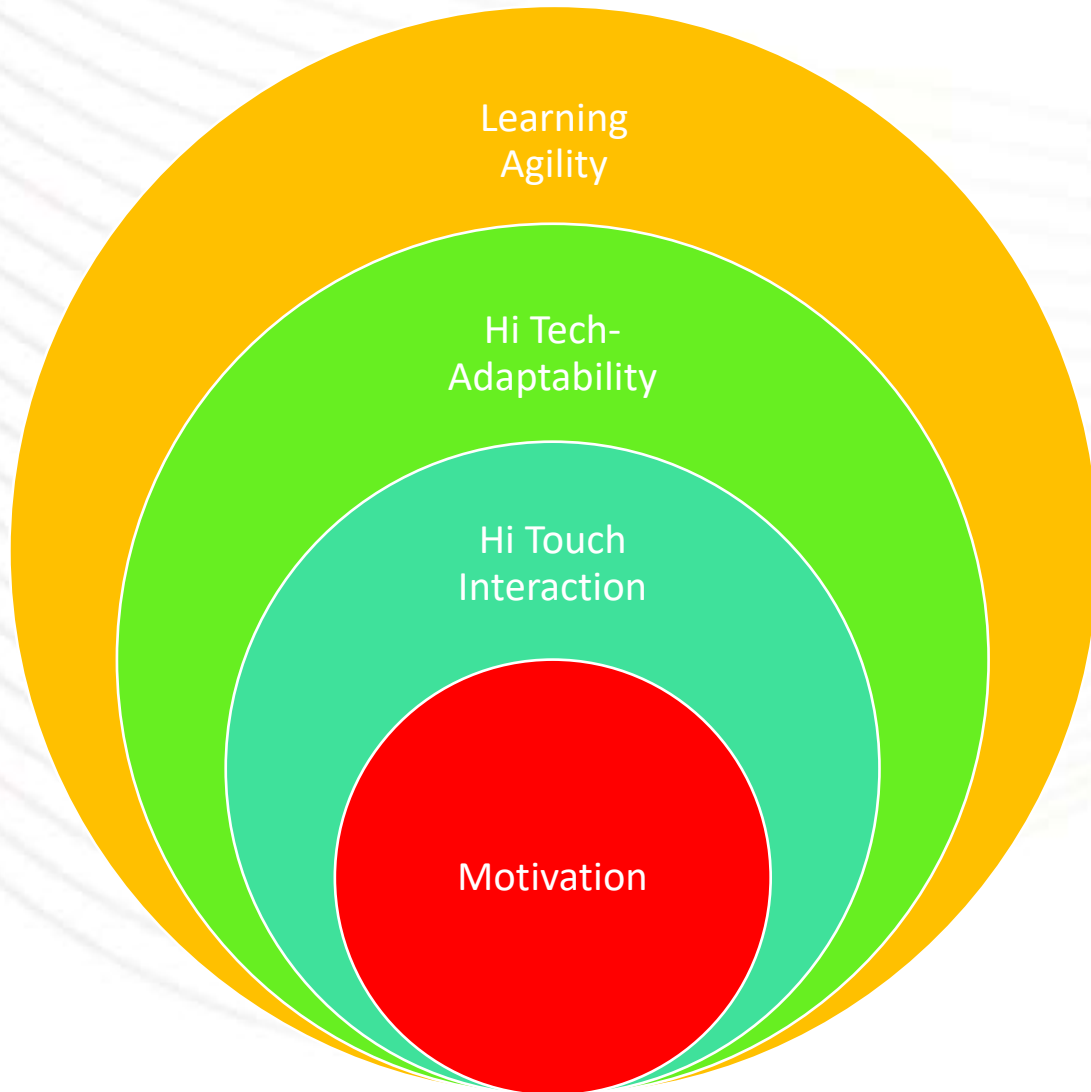 Learning
Agility
Hi Tech-
Adaptability
Hi Touch
Interaction
Motivation